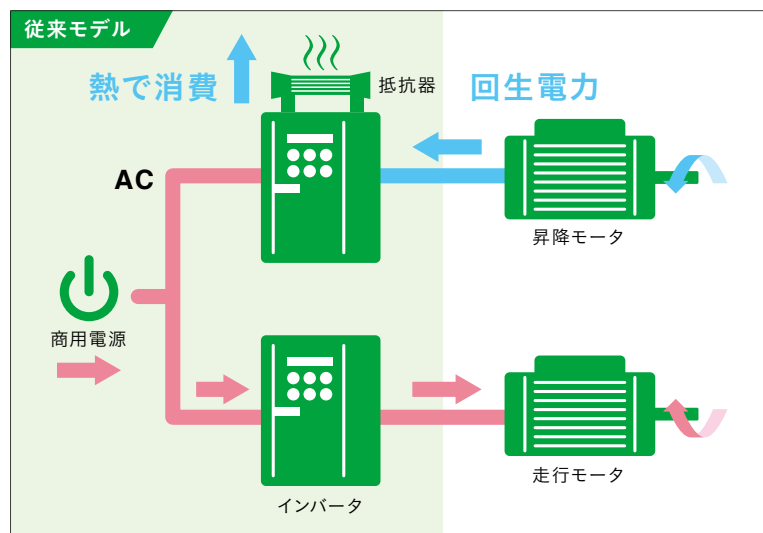 従来モデル
熱で消費
抵抗器
回生電力
AC
昇降モータ
商用電源
走行モータ
インバータ